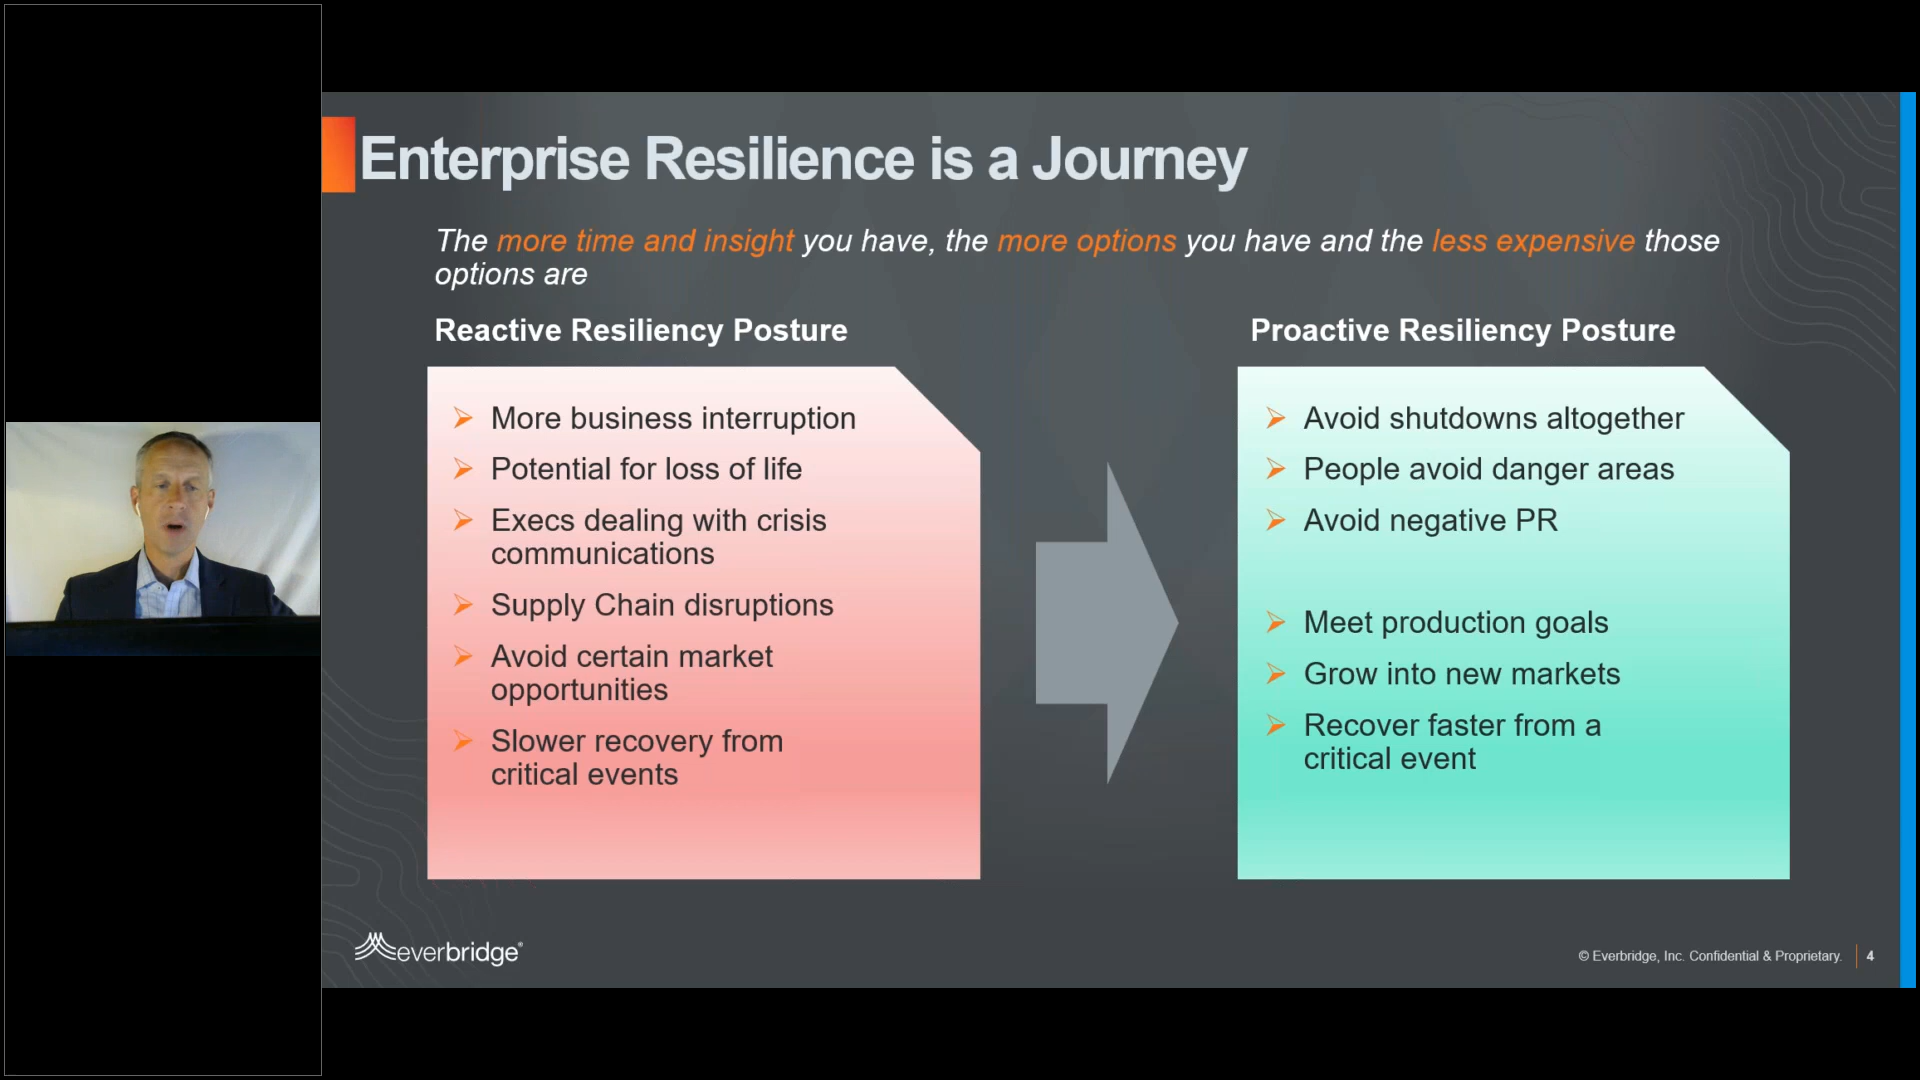 Enterprise Resilience is a Journey
The more time and insight you have, the more options you have and the less expensive those
options are
Reactive Resiliency Posture
More business interruption
Potential for loss of life
Execs dealing with crisis
communications
Supply Chain disruptions
Avoid certain market
opportunities
Slower recovery from
critical events
Proactive Resiliency Posture
Avoid shutdowns altogether
People avoid danger areas
Avoid negative PR
Meet production goals
Grow into new markets
Recover faster from a
critical event
everbridge®
© Everbridge, Inc. Confidential & Proprietary. 4